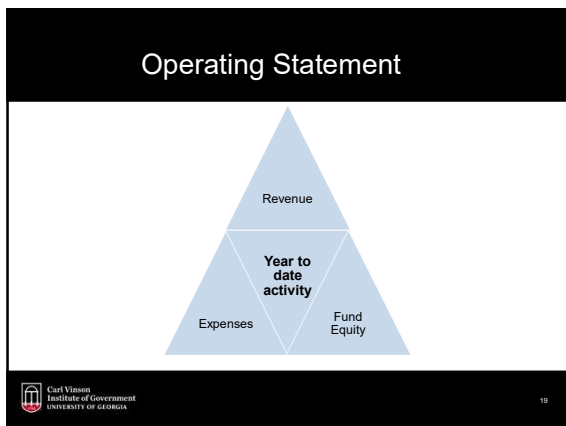 Operating Statement
Revenue
Year to
date
activity
Expenses
Fund
Equity
Carl Vinson
Institute of Government
UNIVERSITY OF GEORGIA
19